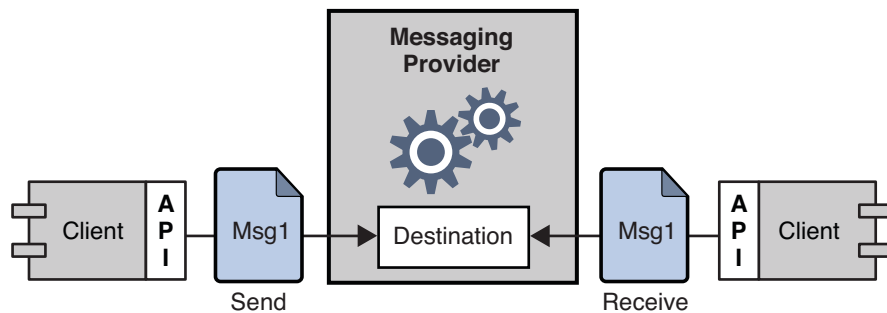 Messaging
Provider
Client
A
P
I
Msg1
Destination
Msg1
A
P
I
Client
Send
Receive